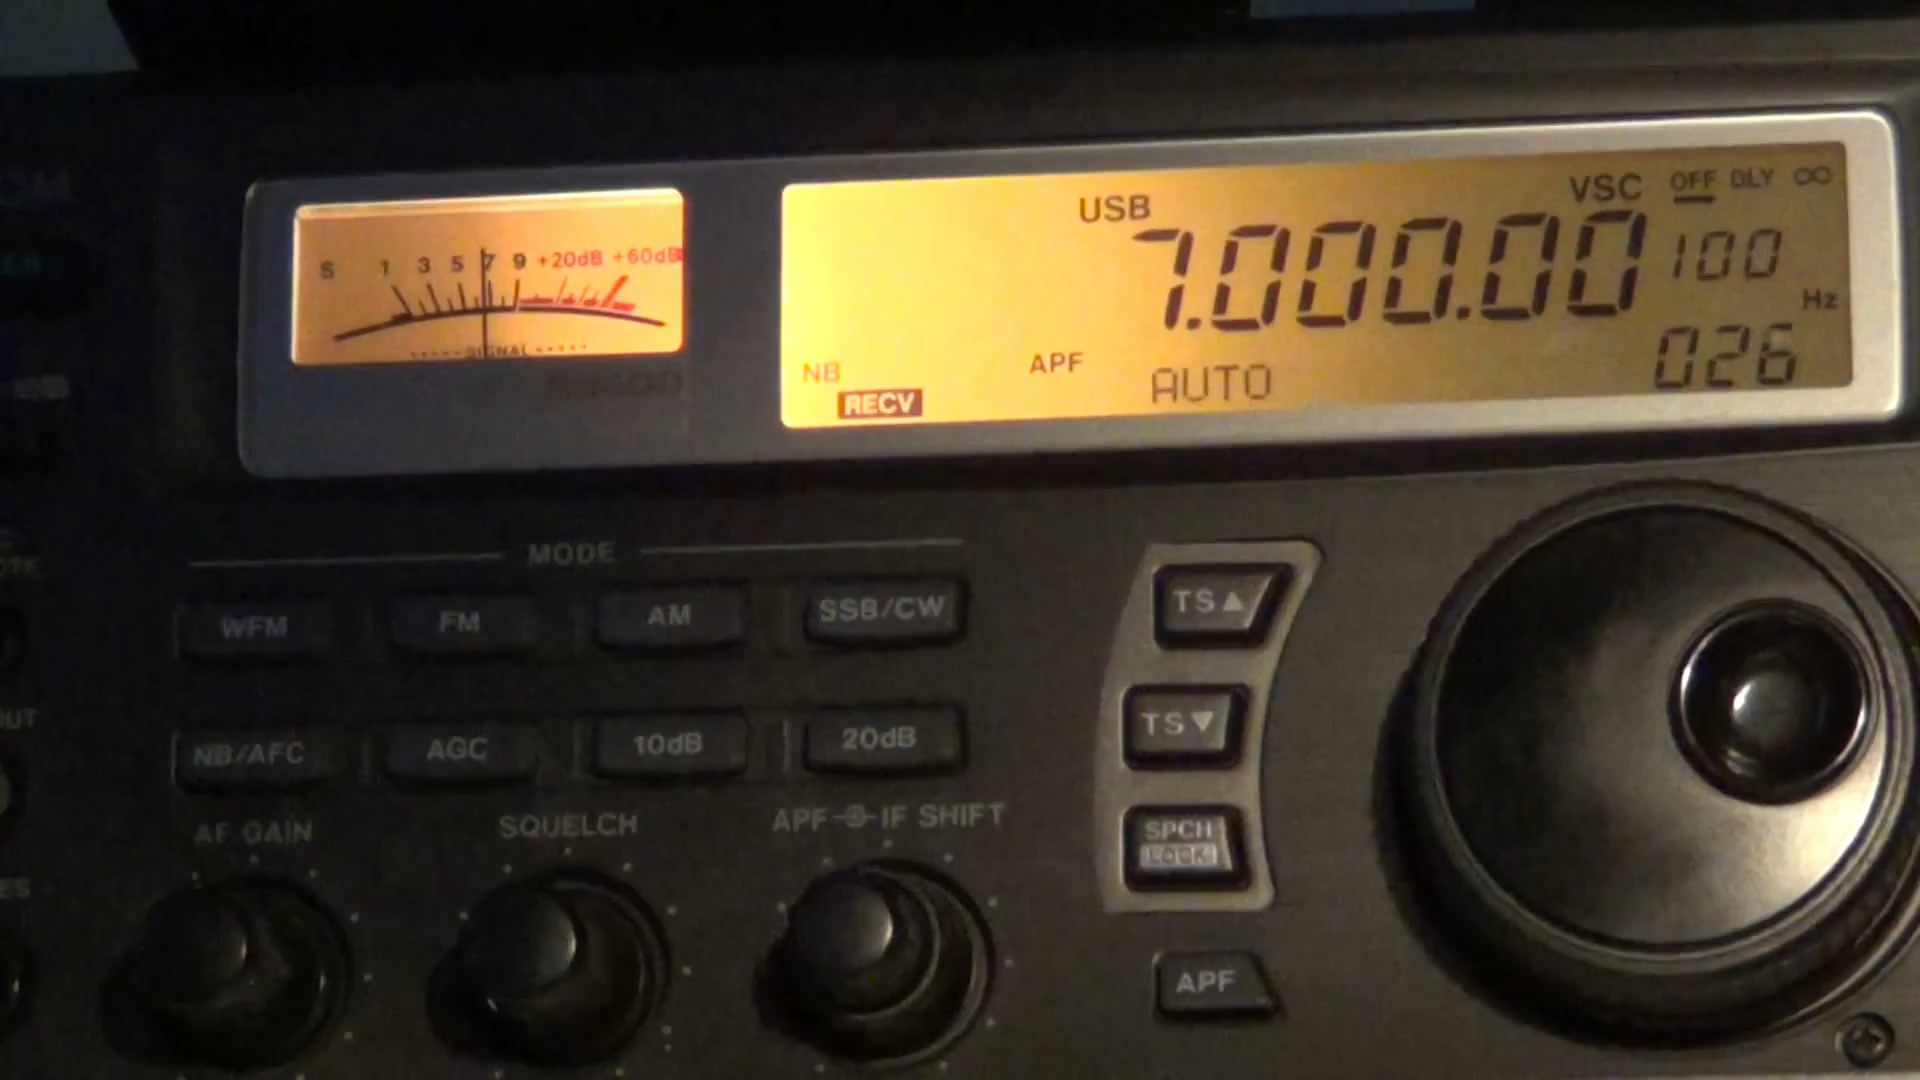 VSC OFF DLY ∞
USB 7.000.00 100
Hz
S 1 3 5 7 9 +20dB +60dB
SIGNAL
NB APF AUTO 026
RECV
MODE
WFM FM AM SSB/CW
TS▲
NB/AFC AGC 10dB 20dB
TS▼
AF GAIN SQUELCH APF IF SHIFT
SPCH
LOCK
APF